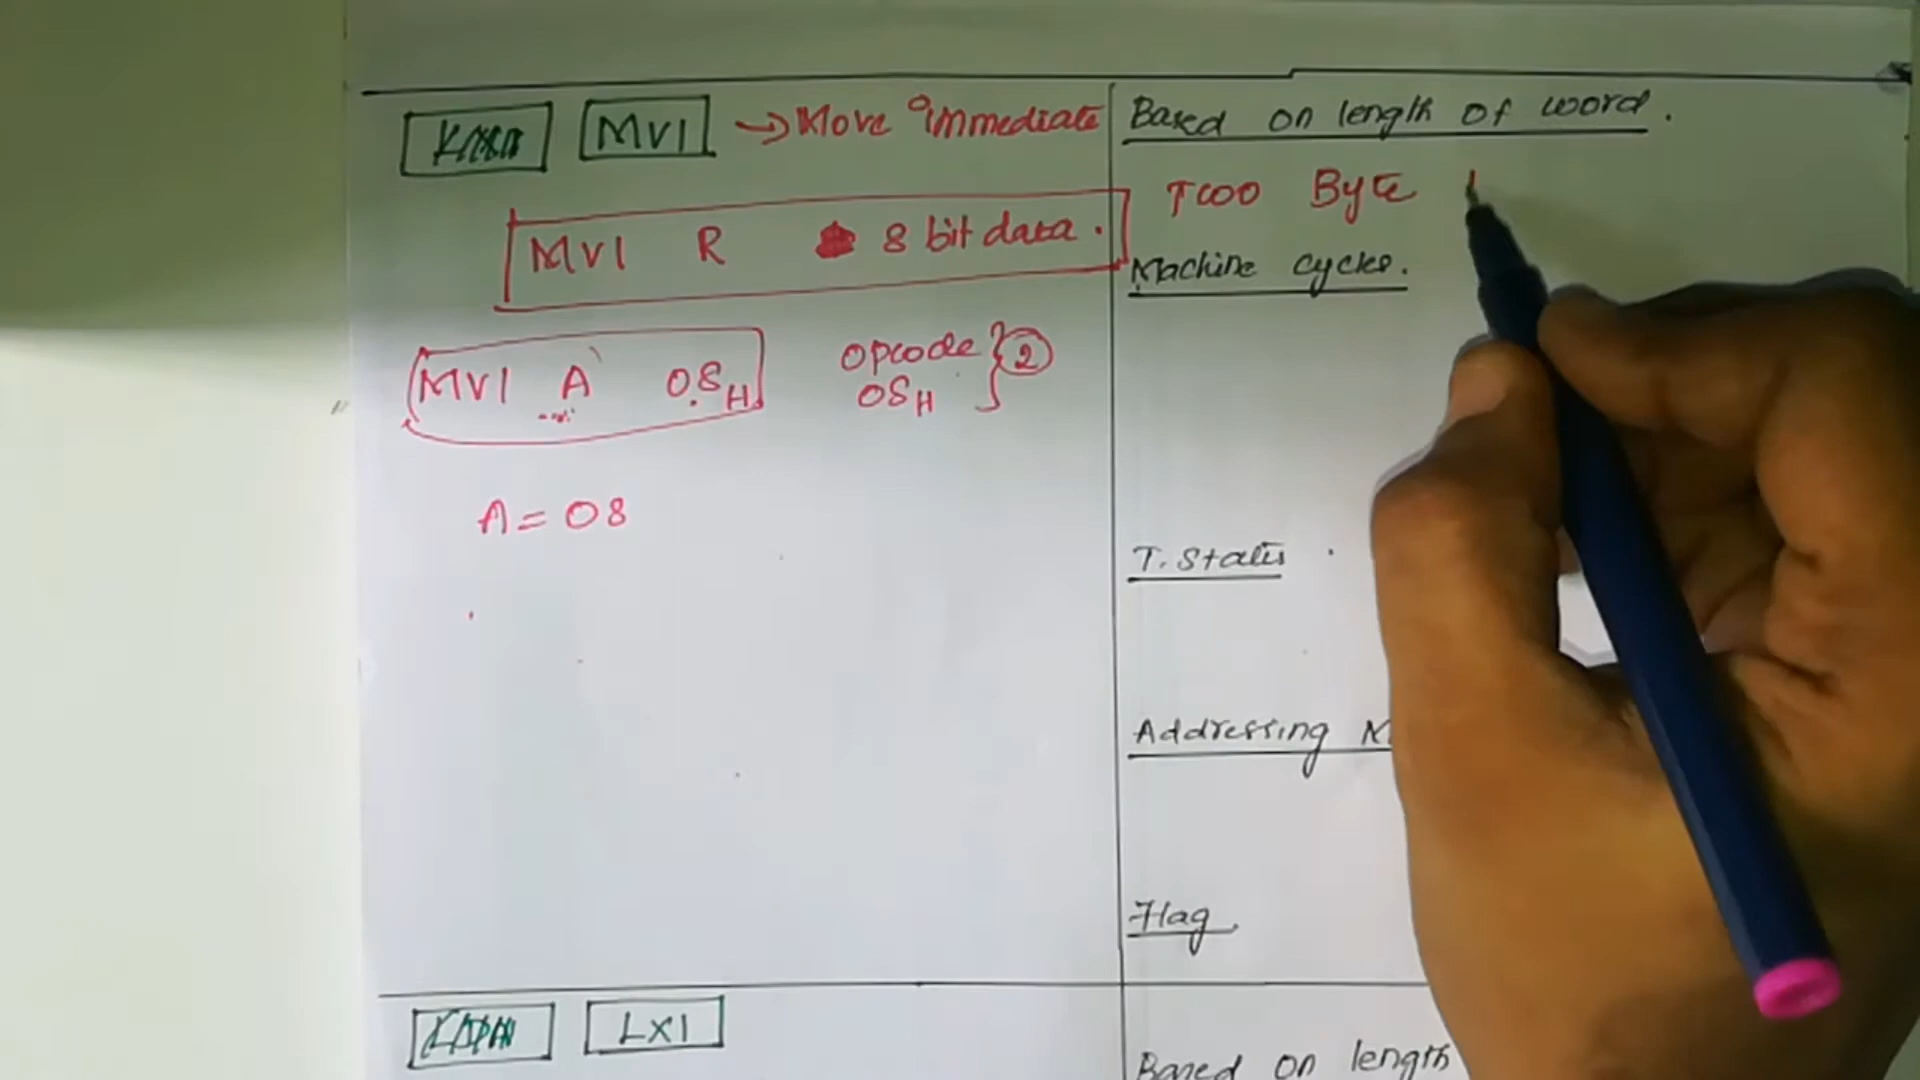 MVI → Move immediate
MVI R 8 bit data.
MVI A 08H
opcode
08H } 2
A = 08
LXI
Based on length of word.
Two Byte
Machine cycles.
T. States
Addressing
Flag
Based on length